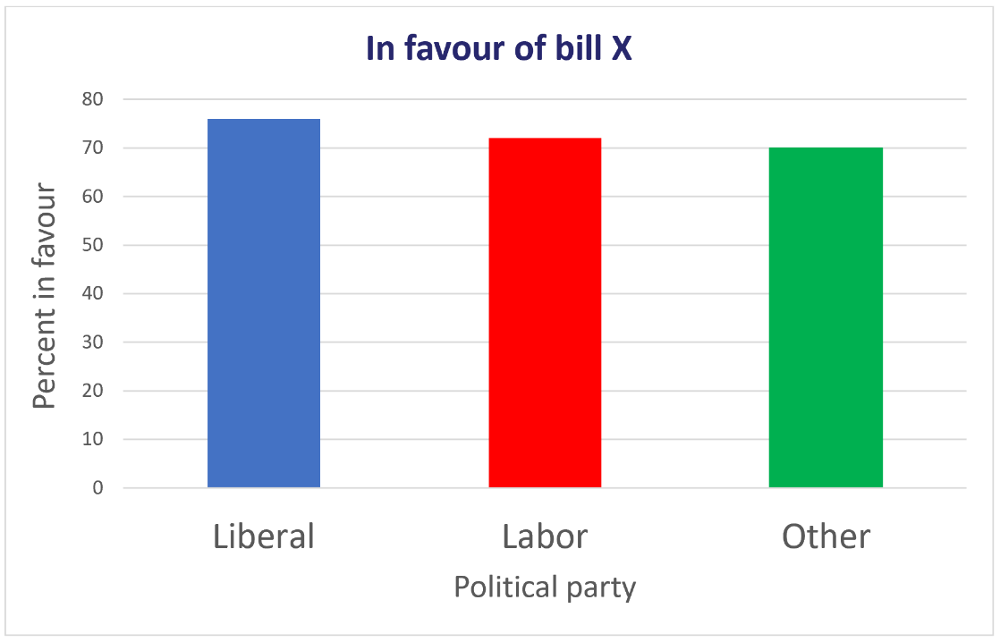 In favour of bill X
80
70
60
50
40
30
20
10
0
Percent in favour
Liberal
Labor
Other
Political party